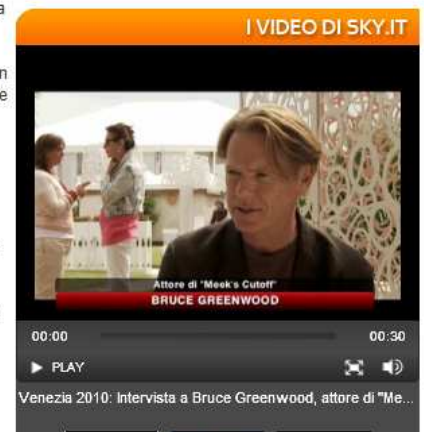 a
I VIDEO DI SKY.IT
n
e
Attore di "Meek's Cutoff"
BRUCE GREENWOOD
00:00 00:30
PLAY
Venezia 2010: Intervista a Bruce Greenwood, attore di "Me...